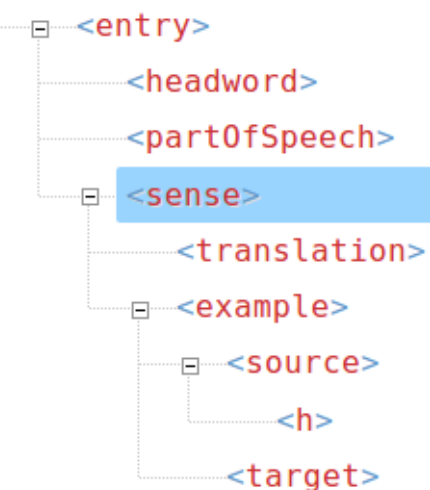 <entry>
<headword>
<partOfSpeech>
<sense>
<translation>
<example>
<source>
<h>
<target>